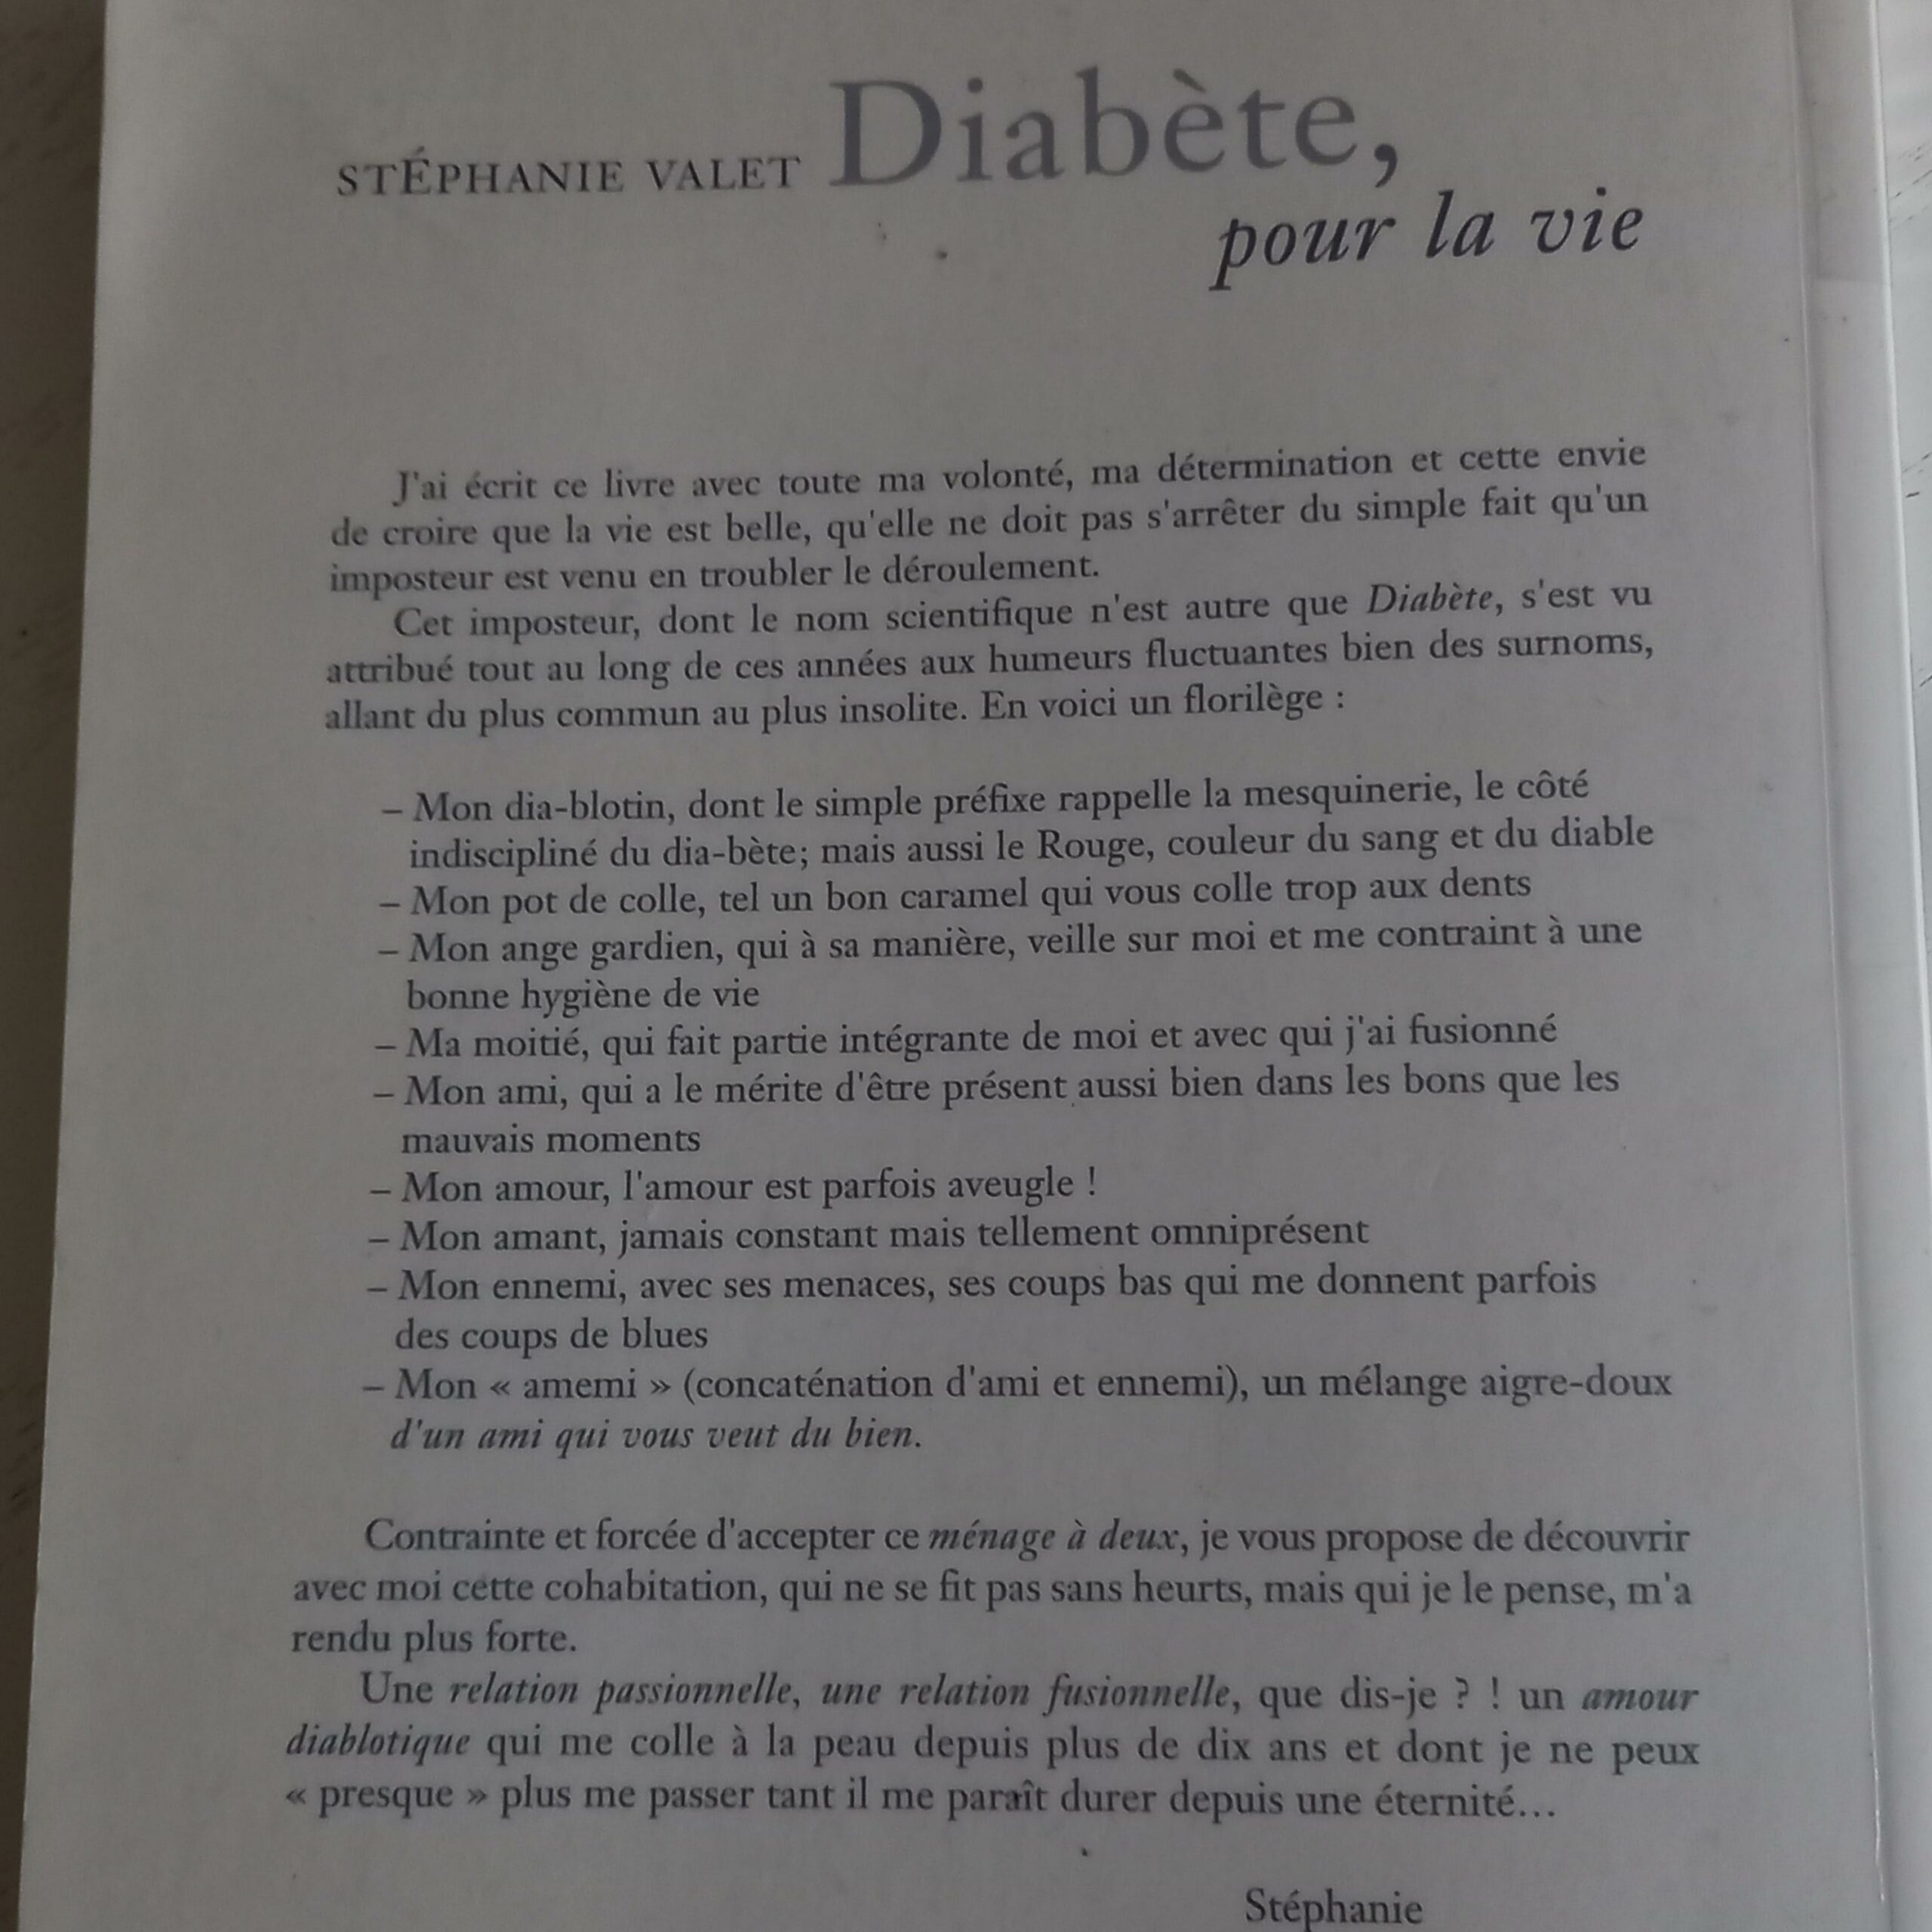 STÉPHANIE VALET Diabète,
pour la vie
J'ai écrit ce livre avec toute ma volonté, ma détermination et cette envie
de croire que la vie est belle, qu'elle ne doit pas s'arrêter du simple fait qu'un
imposteur est venu en troubler le déroulement.
Cet imposteur, dont le nom scientifique n'est autre que Diabète, s'est vu
attribué tout au long de ces années aux humeurs fluctuantes bien des surnoms,
allant du plus commun au plus insolite. En voici un florilège :
– Mon dia-blotin, dont le simple préfixe rappelle la mesquinerie, le côté
indiscipliné du dia-bète; mais aussi le Rouge, couleur du sang et du diable
– Mon pot de colle, tel un bon caramel qui vous colle trop aux dents
– Mon ange gardien, qui à sa manière, veille sur moi et me contraint à une
bonne hygiène de vie
– Ma moitié, qui fait partie intégrante de moi et avec qui j'ai fusionné
– Mon ami, qui a le mérite d'être présent aussi bien dans les bons que les
mauvais moments
– Mon amour, l'amour est parfois aveugle !
– Mon amant, jamais constant mais tellement omniprésent
– Mon ennemi, avec ses menaces, ses coups bas qui me donnent parfois
des coups de blues
– Mon « amemi » (concaténation d'ami et ennemi), un mélange aigre-doux
d'un ami qui vous veut du bien.
Contrainte et forcée d'accepter ce ménage à deux, je vous propose de découvrir
avec moi cette cohabitation, qui ne se fit pas sans heurts, mais qui je le pense, m'a
rendu plus forte.
Une relation passionnelle, une relation fusionnelle, que dis-je ? ! un amour
diablotique qui me colle à la peau depuis plus de dix ans et dont je ne peux
« presque » plus me passer tant il me paraît durer depuis une éternité...
Stéphanie